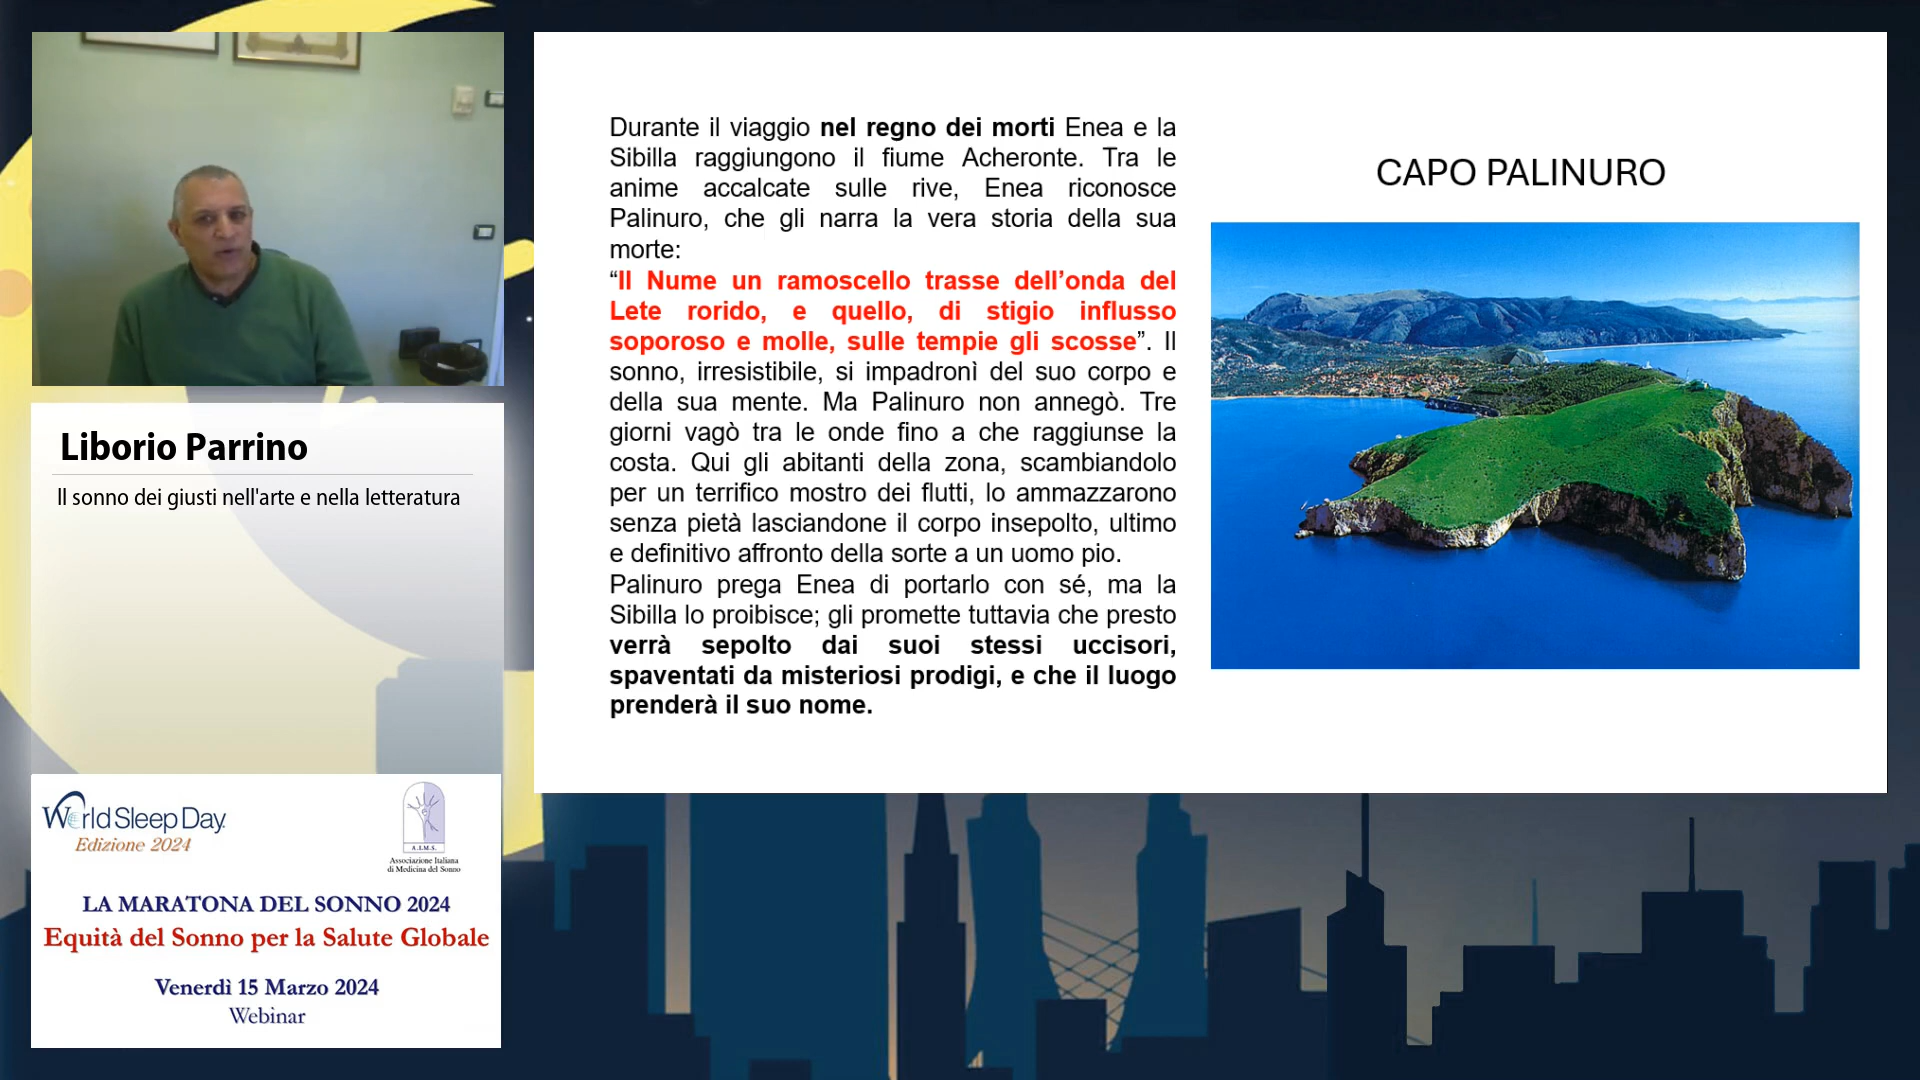 Liborio Parrino
Il sonno dei giusti nell'arte e nella letteratura
World Sleep Day
Edizione 2024
A.I.M.S.
Associazione Italiana
di Medicina del Sonno
LA MARATONA DEL SONNO 2024
Equità del Sonno per la Salute Globale
Venerdì 15 Marzo 2024
Webinar
Durante il viaggio nel regno dei morti Enea e la
Sibilla raggiungono il fiume Acheronte. Tra le
anime accalcate sulle rive, Enea riconosce
Palinuro, che gli narra la vera storia della sua
morte:
“Il Nume un ramoscello trasse dell’onda del
Lete rorido, e quello, di stigio influsso
soporoso e molle, sulle tempie gli scosse”. Il
sonno, irresistibile, si impadronì del suo corpo e
della sua mente. Ma Palinuro non annegò. Tre
giorni vagò tra le onde fino a che raggiunse la
costa. Qui gli abitanti della zona, scambiandolo
per un terrifico mostro dei flutti, lo ammazzarono
senza pietà lasciandone il corpo insepolto, ultimo
e definitivo affronto della sorte a un uomo pio.
Palinuro prega Enea di portarlo con sé, ma la
Sibilla lo proibisce; gli promette tuttavia che presto
verrà sepolto dai suoi stessi uccisori,
spaventati da misteriosi prodigi, e che il luogo
prenderà il suo nome.
CAPO PALINURO